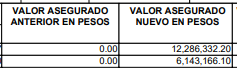 VALOR ASEGURADO VALOR ASEGURADO
ANTERIOR EN PESOS NUEVO EN PESOS
0.00 12,286,332.20
0.00 6,143,166.10